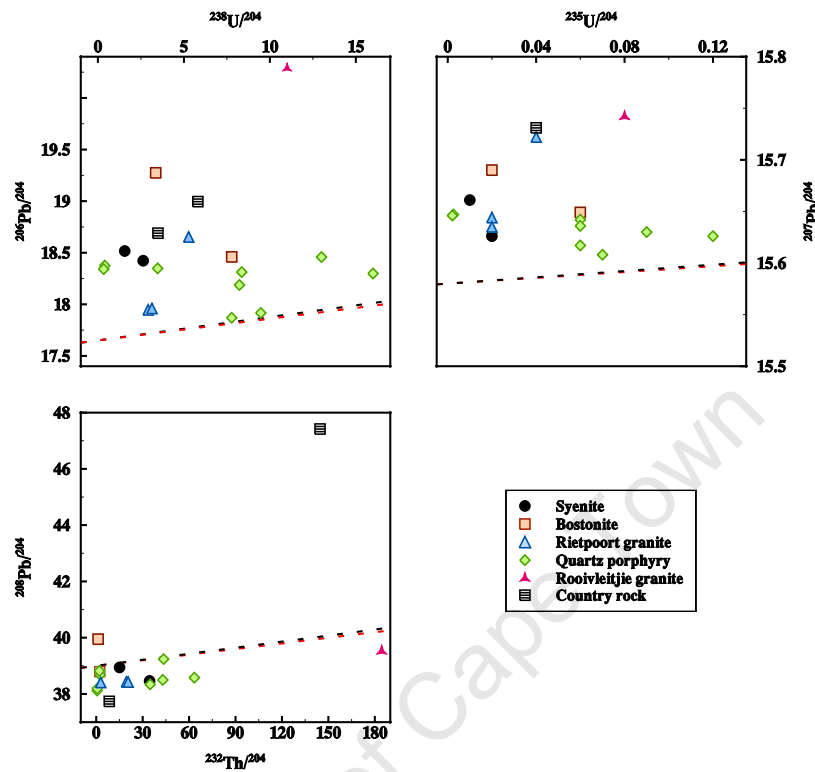 ²³⁸U/²⁰⁴
0 5 10 15
²⁰⁶Pb/²⁰⁴
19.5
19
18.5
18
17.5
²³⁵U/²⁰⁴
0 0.04 0.08 0.12
15.8
15.7
15.6
15.5
²⁰⁷Pb/²⁰⁴
²⁰⁸Pb/²⁰⁴
48
46
44
42
40
38
0 30 60 90 120 150 180
²³²Th/²⁰⁴
Syenite
Bostonite
Rietpoort granite
Quartz porphyry
Rooivleitjie granite
Country rock
of Cape Town